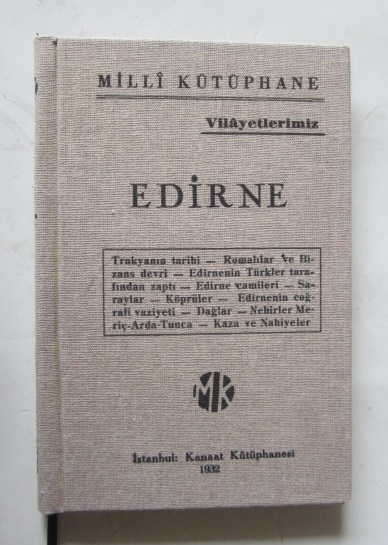 MİLLÎ KÜTÜPHANE
Vilâyetlerimiz
EDİRNE
Trakyanın tarihi — Romalılar ve Bi-
zans devri — Edirnenin Türkler tara-
fından zaptı — Edirne camileri — Sa-
raylar — Köprüler — Edirnenin coğ-
rafi vaziyeti — Dağlar — Nehirler Me-
riç-Arda-Tunca — Kaza ve Nahiyeler
MK
İstanbul: Kanaat Kütüphanesi
1932